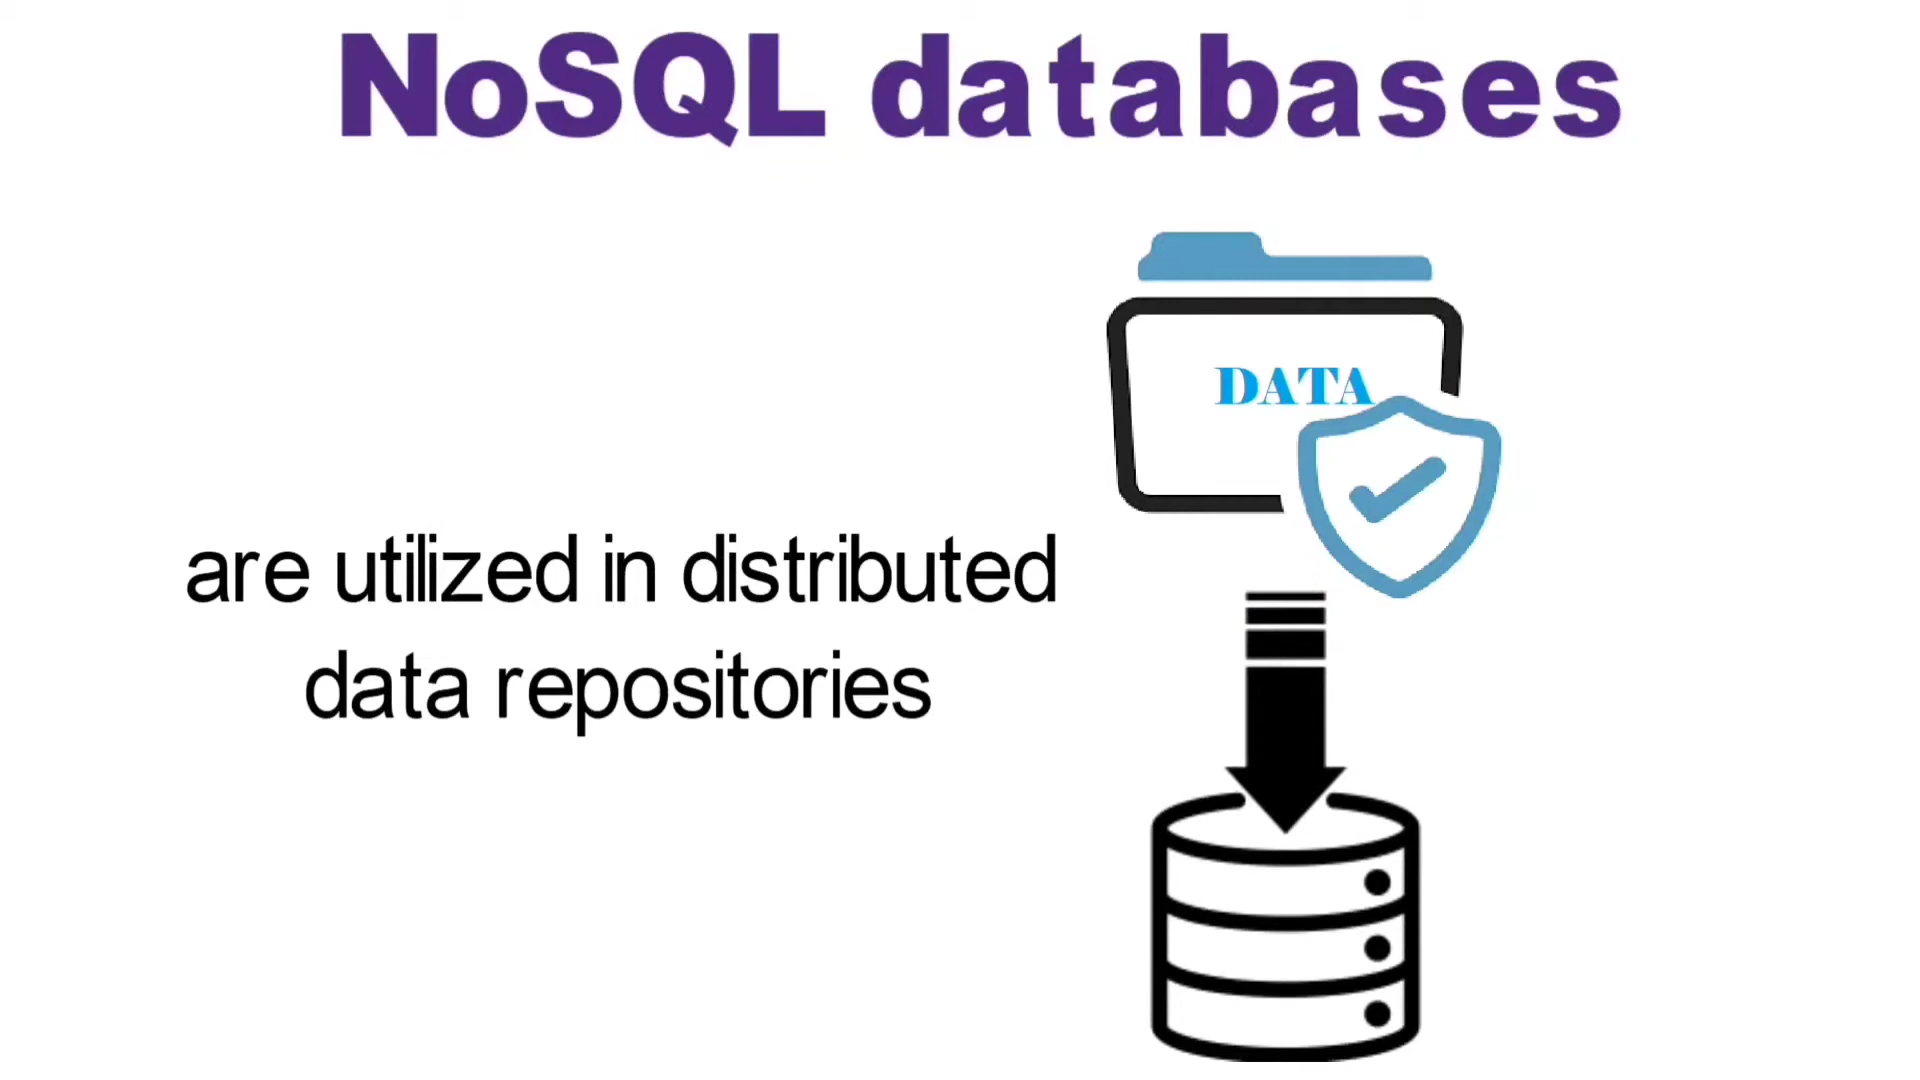 NoSQL databases
DATA
are utilized in distributed
data repositories